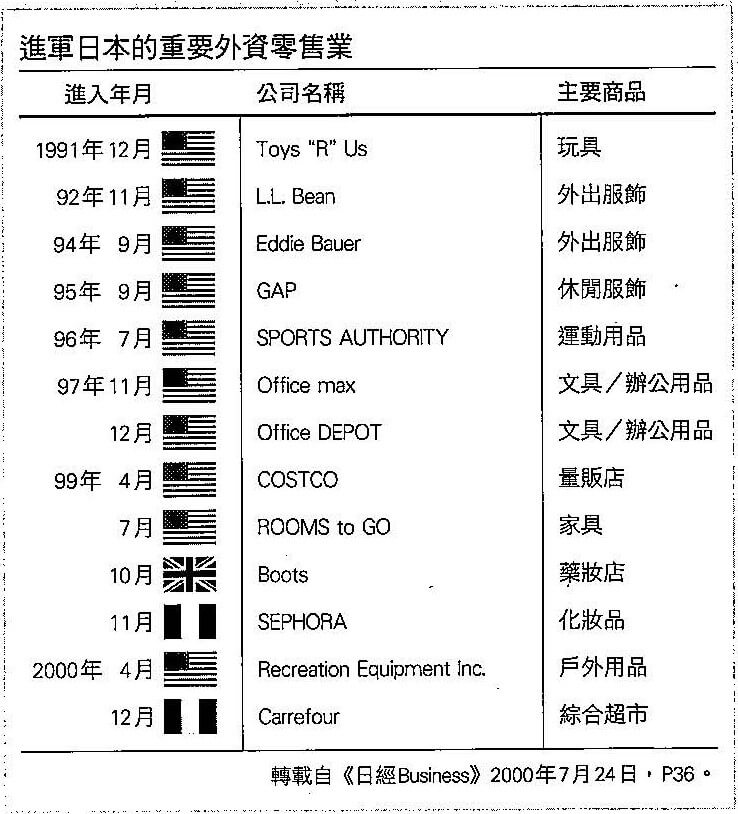 進軍日本的重要外資零售業
進入年月 公司名稱 主要商品
1991年12月 Toys "R" Us 玩具
92年11月 L.L. Bean 外出服飾
94年 9月 Eddie Bauer 外出服飾
95年 9月 GAP 休閒服飾
96年 7月 SPORTS AUTHORITY 運動用品
97年11月 Office max 文具／辦公用品
12月 Office DEPOT 文具／辦公用品
99年 4月 COSTCO 量販店
7月 ROOMS to GO 家具
10月 Boots 藥妝店
11月 SEPHORA 化妝品
2000年 4月 Recreation Equipment Inc. 戶外用品
12月 Carrefour 綜合超市
轉載自《日經Business》2000年7月24日，P36。